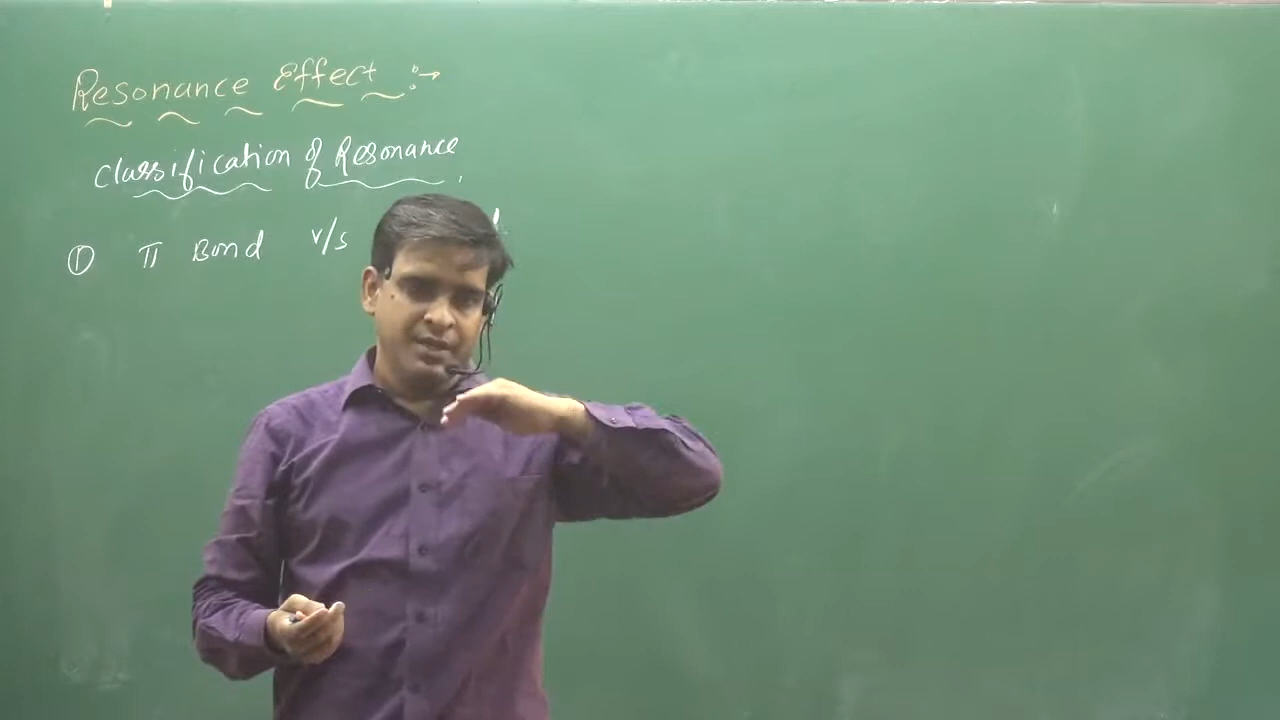 Resonance Effect :→
Classification of Resonance
① π Bond v/s